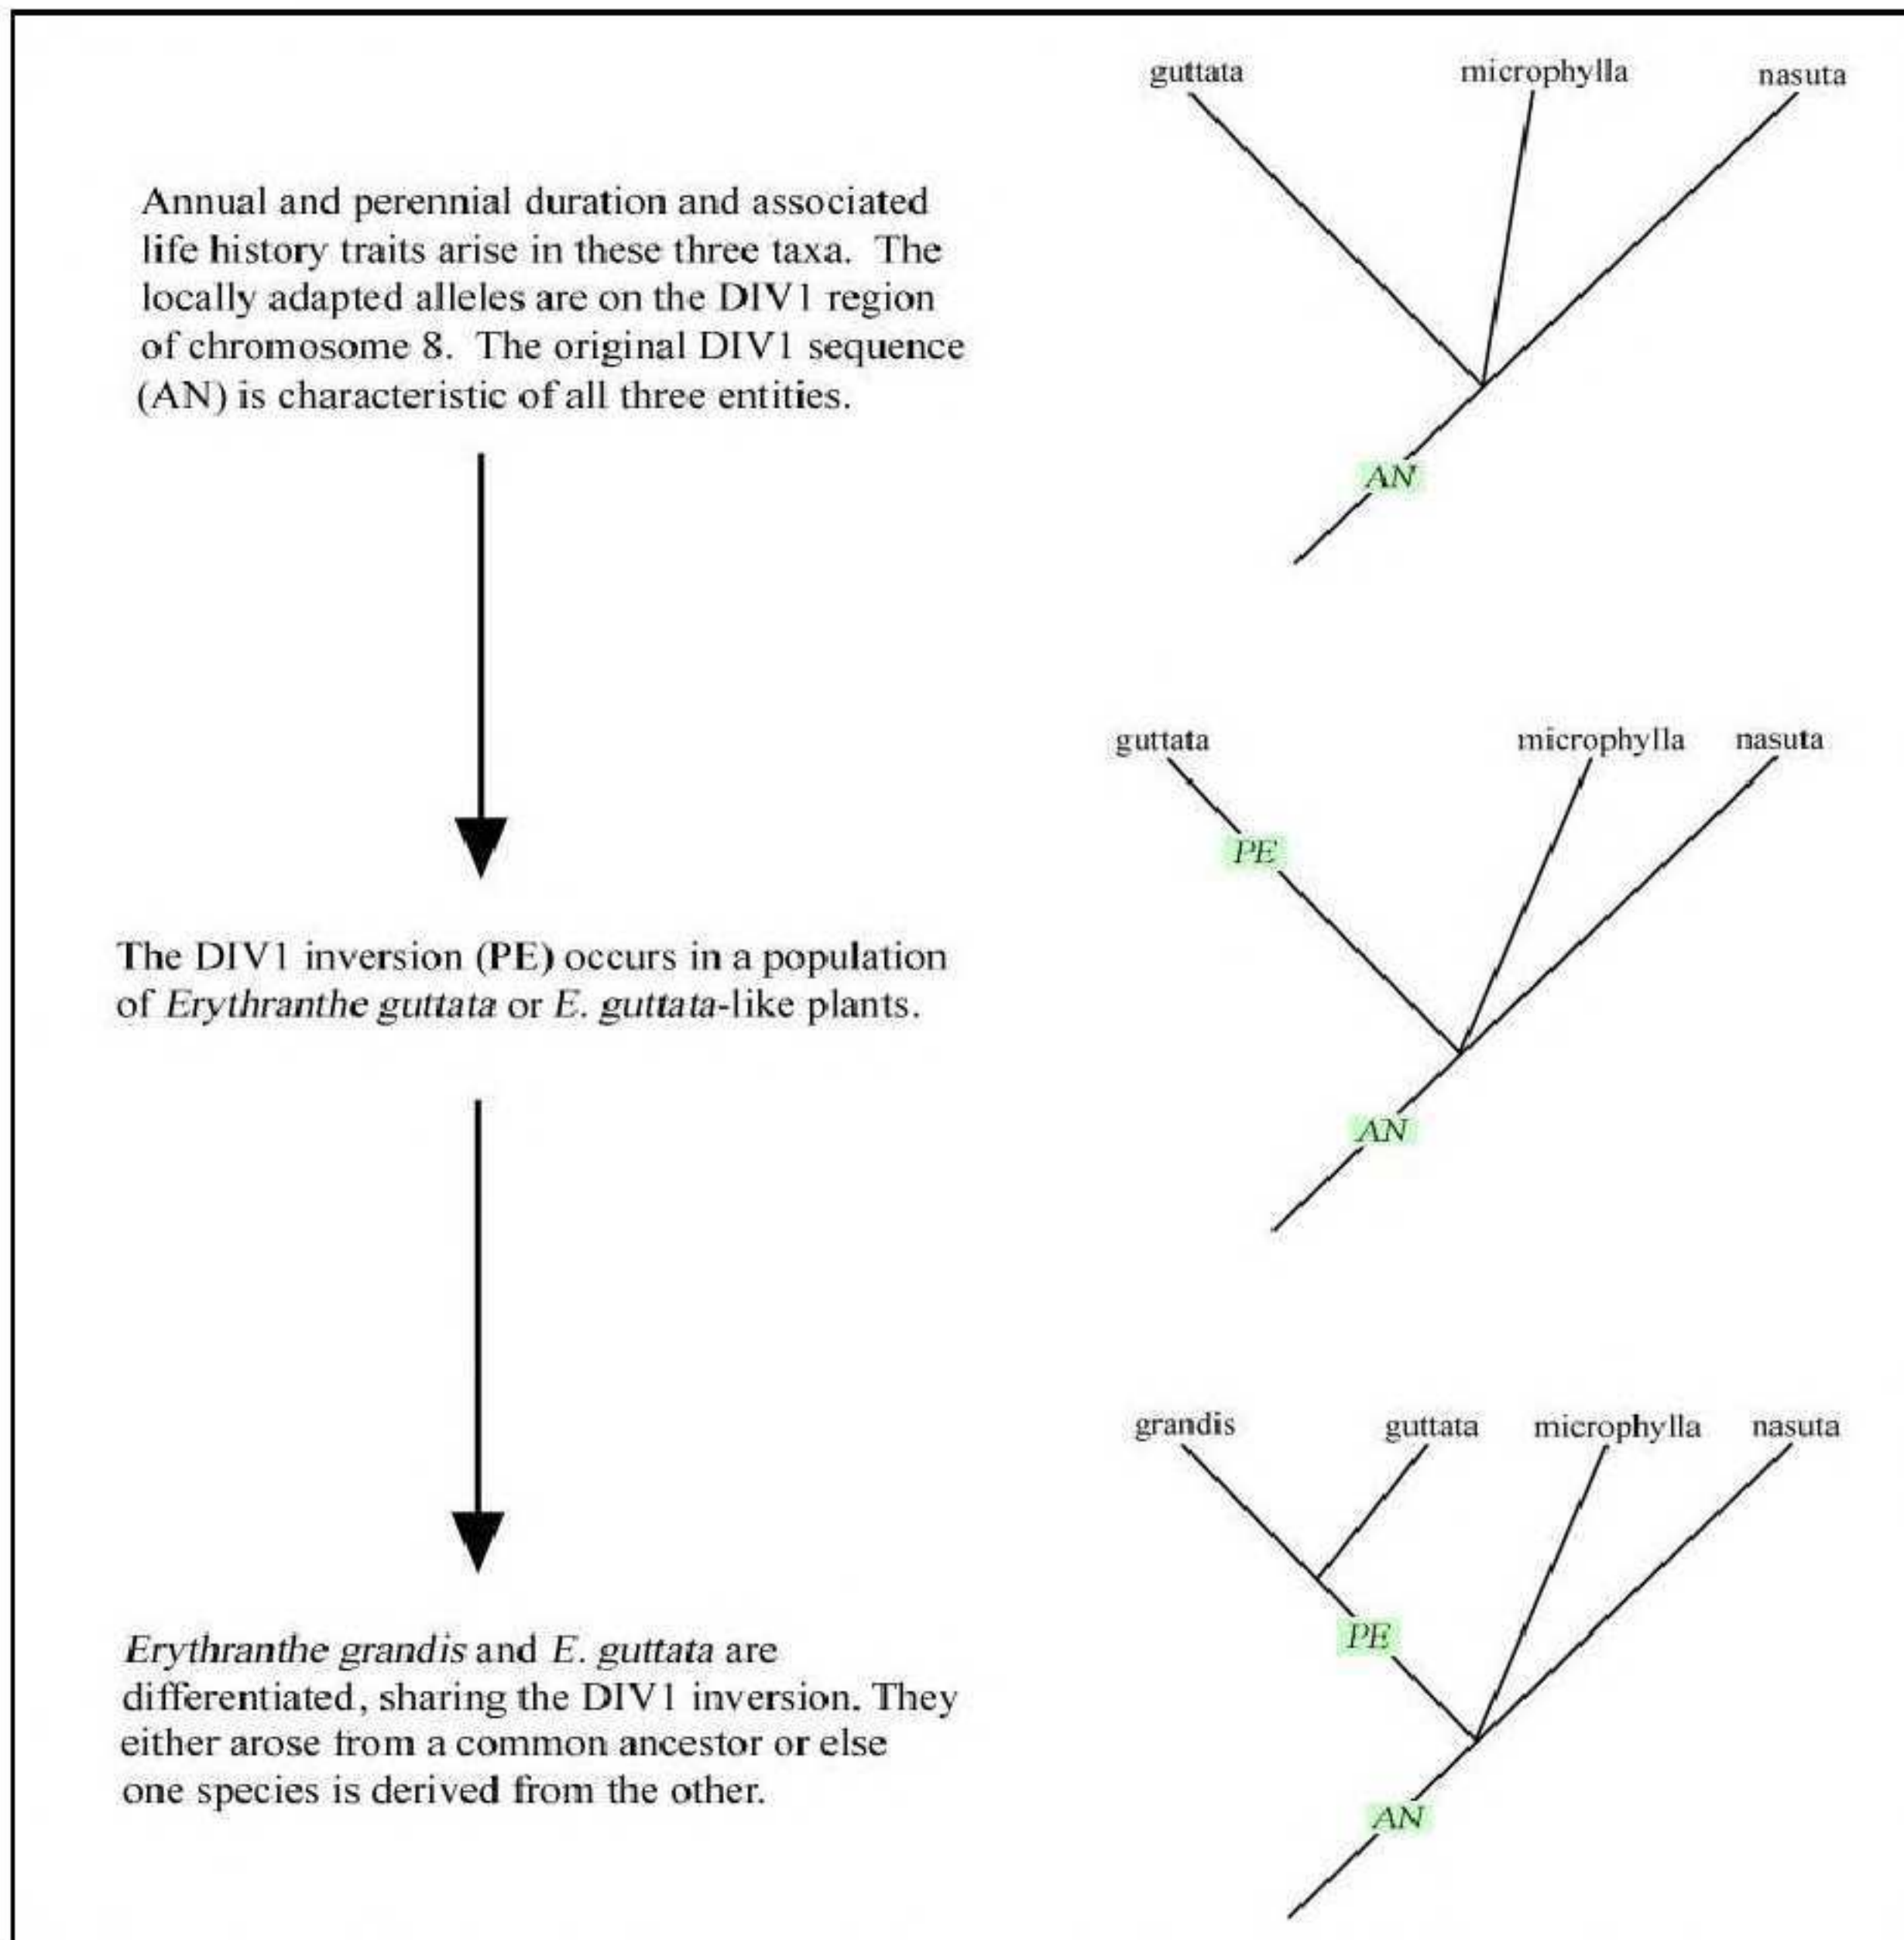 guttata microphylla nasuta
Annual and perennial duration and associated
life history traits arise in these three taxa. The
locally adapted alleles are on the DIV1 region
of chromosome 8. The original DIV1 sequence
(AN) is characteristic of all three entities.
AN
guttata microphylla nasuta
PE
The DIV1 inversion (PE) occurs in a population
of Erythranthe guttata or E. guttata-like plants.
AN
grandis guttata microphylla nasuta
PE
Erythranthe grandis and E. guttata are
differentiated, sharing the DIV1 inversion. They
either arose from a common ancestor or else
one species is derived from the other.
AN